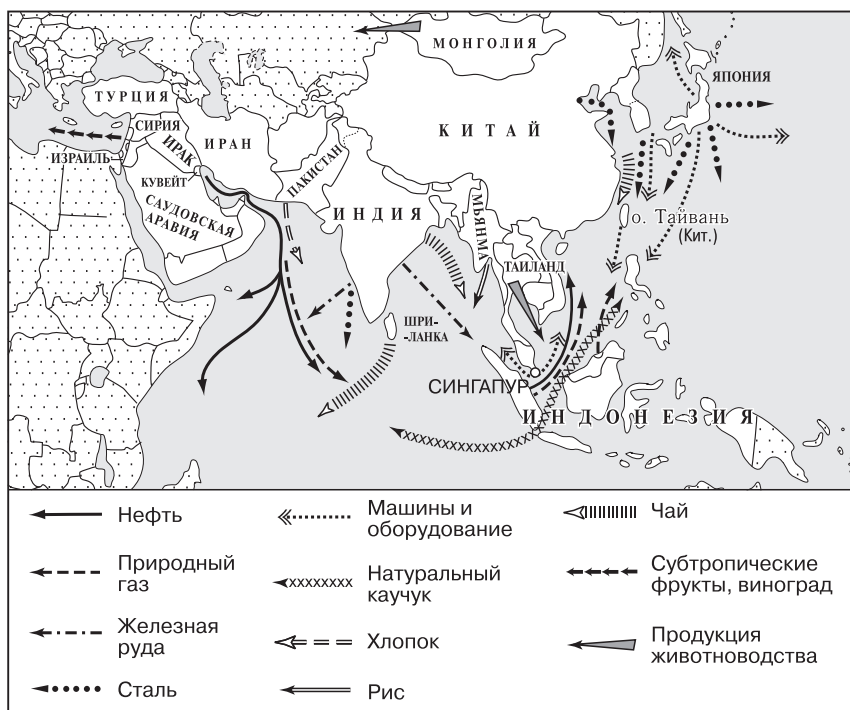 МОНГОЛИЯ
ЯПОНИЯ
ТУРЦИЯ
СИРИЯ
КИТАЙ
ИРАК
ИРАН
ИЗРАИЛЬ
ПАКИСТАН
КУВЕЙТ
САУДОВСКАЯ
АРАВИЯ
ИНДИЯ
МЬЯНМА
о. Тайвань
(Кит.)
ТАИЛАНД
ШРИ-
-ЛАНКА
СИНГАПУР
ИНДОНЕЗИЯ
Нефть
Природный
газ
Железная
руда
Сталь
Машины и
оборудование
Натуральный
каучук
Хлопок
Рис
Чай
Субтропические
фрукты, виноград
Продукция
животноводства